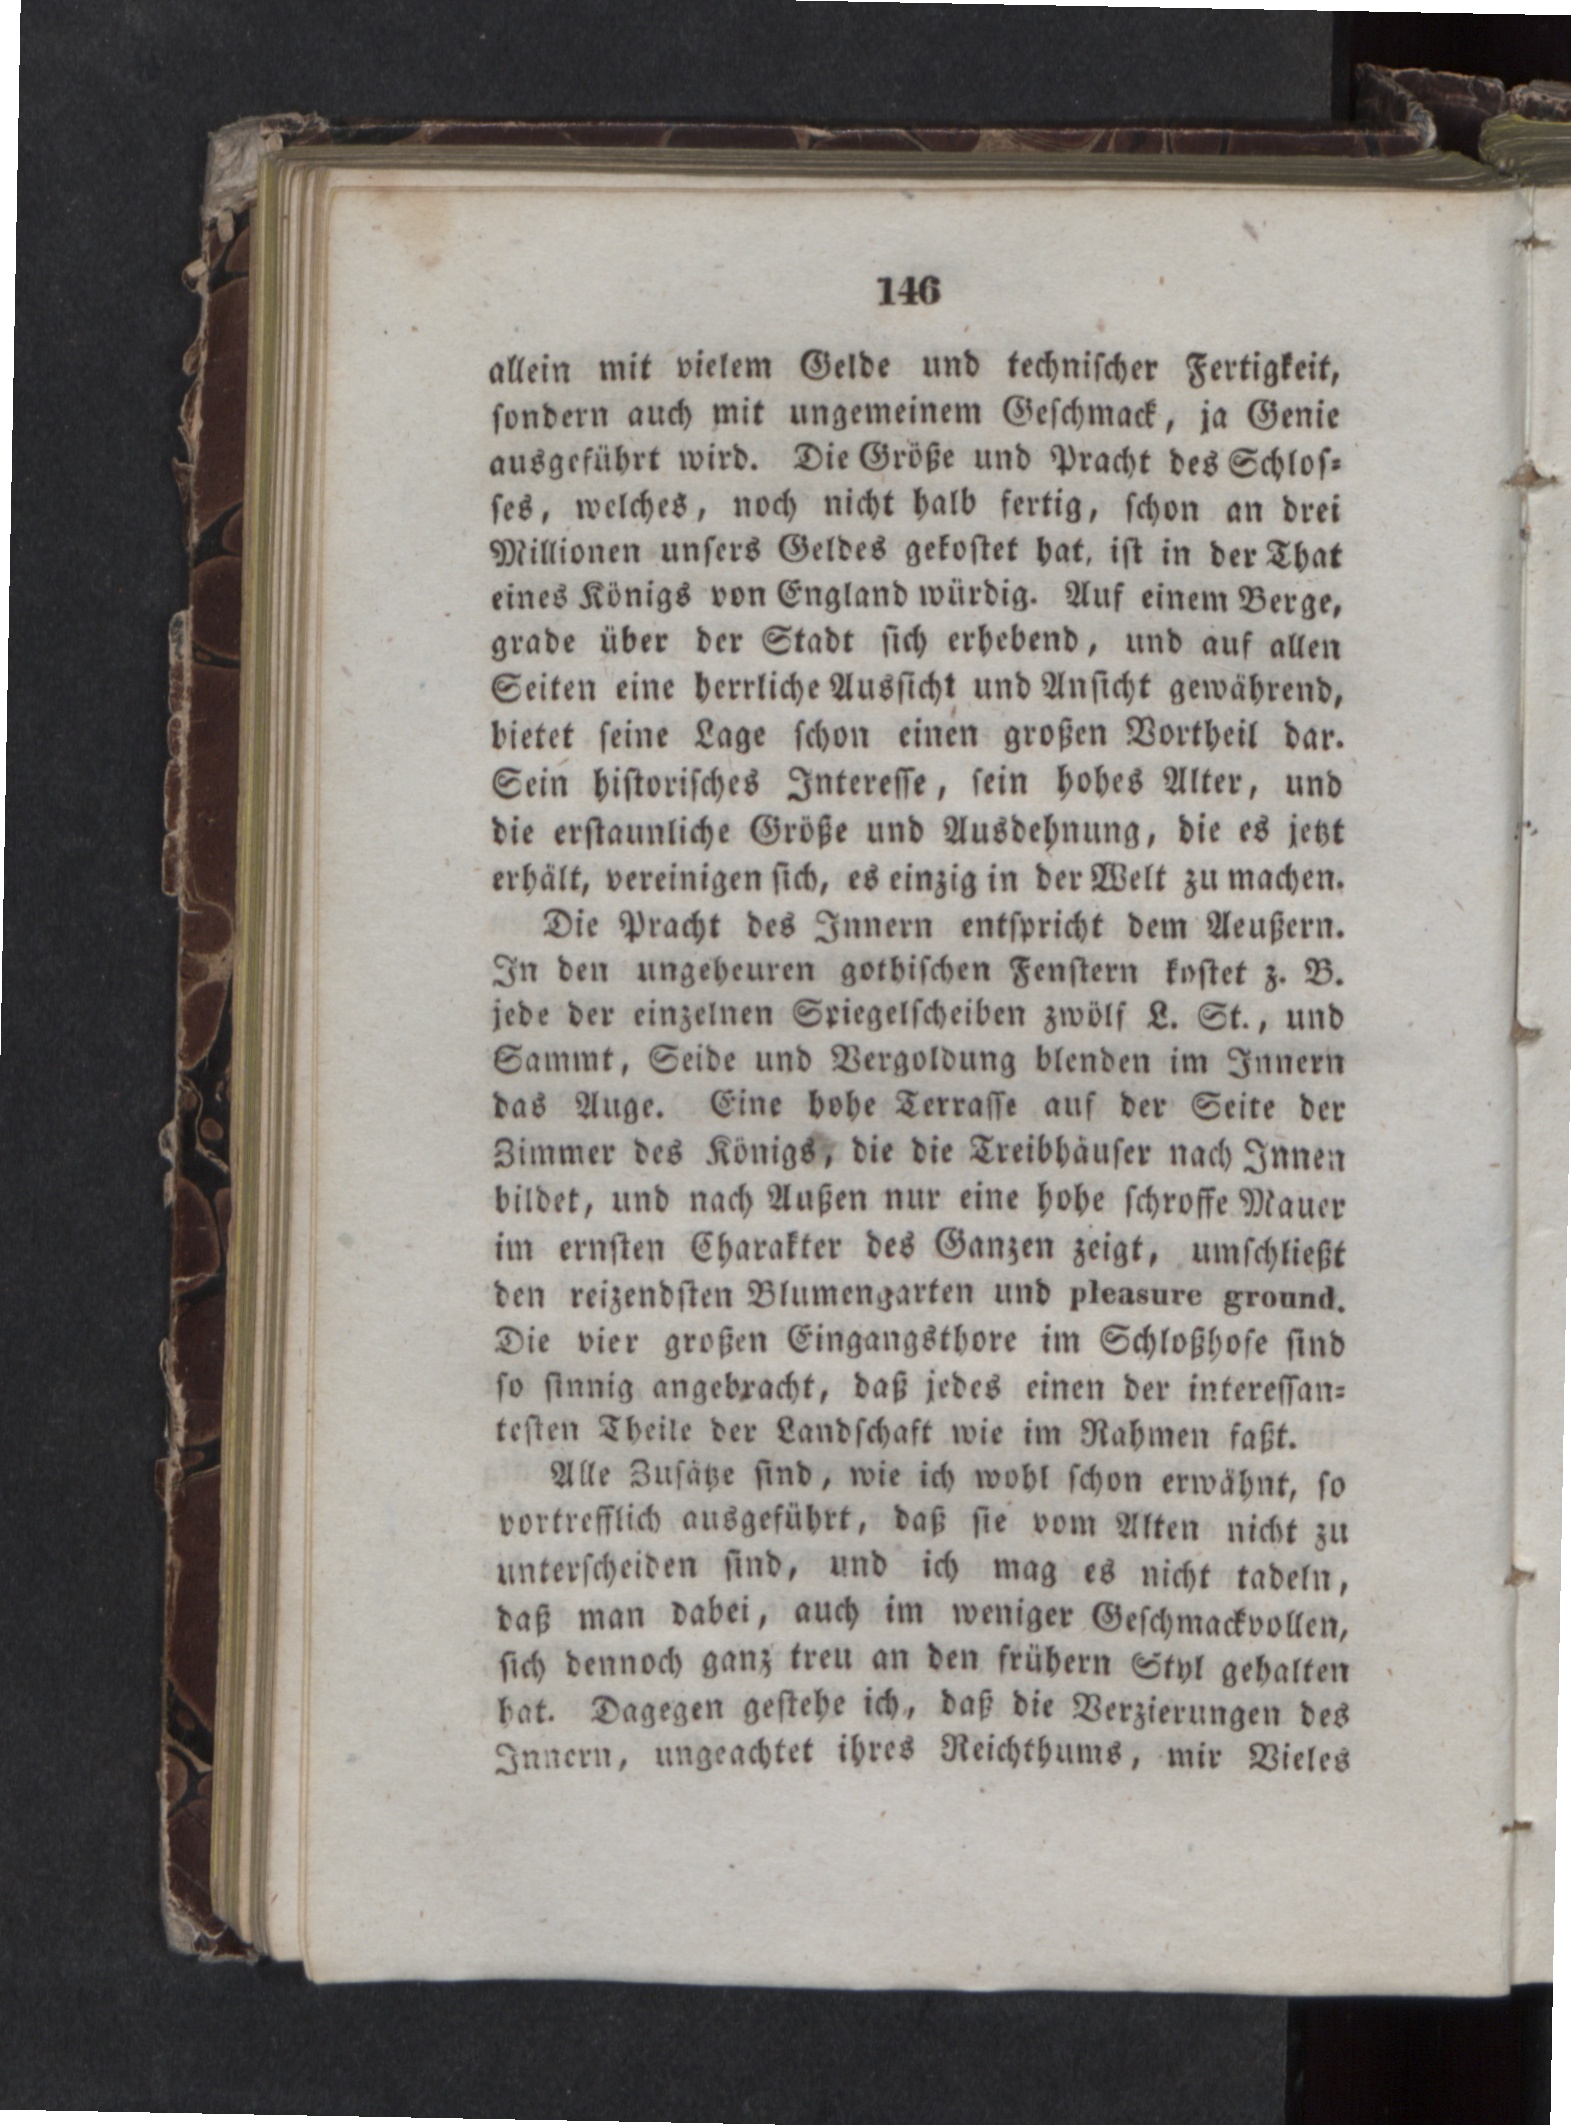 146
allein mit vielem Gelde und techniſcher Fertigkeit,
ſondern auch mit ungemeinem Geſchmack, ja Genie
ausgeführt wird. Die Größe und Pracht des Schloſ⸗
ſes, welches, noch nicht halb fertig, ſchon an drei
Millionen unſers Geldes gekoſtet hat, iſt in der That
eines Königs von England würdig. Auf einem Berge,
grade über der Stadt ſich erhebend, und auf allen
Seiten eine herrliche Ausſicht und Anſicht gewährend,
bietet ſeine Lage ſchon einen großen Vortheil dar.
Sein hiſtoriſches Intereſſe, ſein hohes Alter, und
die erſtaunliche Größe und Ausdehnung, die es jetzt
erhält, vereinigen ſich, es einzig in der Welt zu machen.
Die Pracht des Innern entſpricht dem Aeußern.
In den ungeheuren gothiſchen Fenſtern koſtet z. B.
jede der einzelnen Spiegelſcheiben zwölf L. St., und
Sammt, Seide und Vergoldung blenden im Innern
das Auge. Eine hohe Terraſſe auf der Seite der
Zimmer des Königs, die die Treibhäuſer nach Innen
bildet, und nach Außen nur eine hohe ſchroffe Mauer
im ernſten Charakter des Ganzen zeigt, umſchließt
den reizendſten Blumengarten und pleasure ground.
Die vier großen Eingangsthore im Schloßhofe ſind
ſo ſinnig angebracht, daß jedes einen der intereſſan⸗
teſten Theile der Landſchaft wie im Rahmen faßt.
Alle Zuſätze ſind, wie ich wohl ſchon erwähnt, ſo
vortrefflich ausgeführt, daß ſie vom Alten nicht zu
unterſcheiden ſind, und ich mag es nicht tadeln,
daß man dabei, auch im weniger Geſchmackvollen,
ſich dennoch ganz treu an den frühern Styl gehalten
hat. Dagegen geſtehe ich, daß die Verzierungen des
Innern, ungeachtet ihres Reichthums, mir Vieles